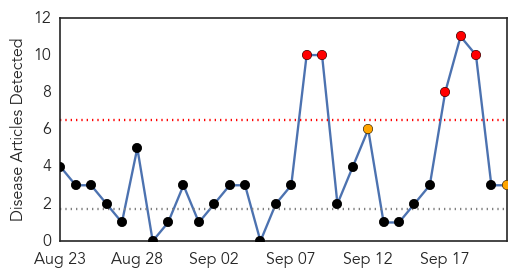 Disease Articles Detected
12
10
8
6
4
2
0
Aug 23
Aug 28
Sep 02
Sep 07
Sep 12
Sep 17